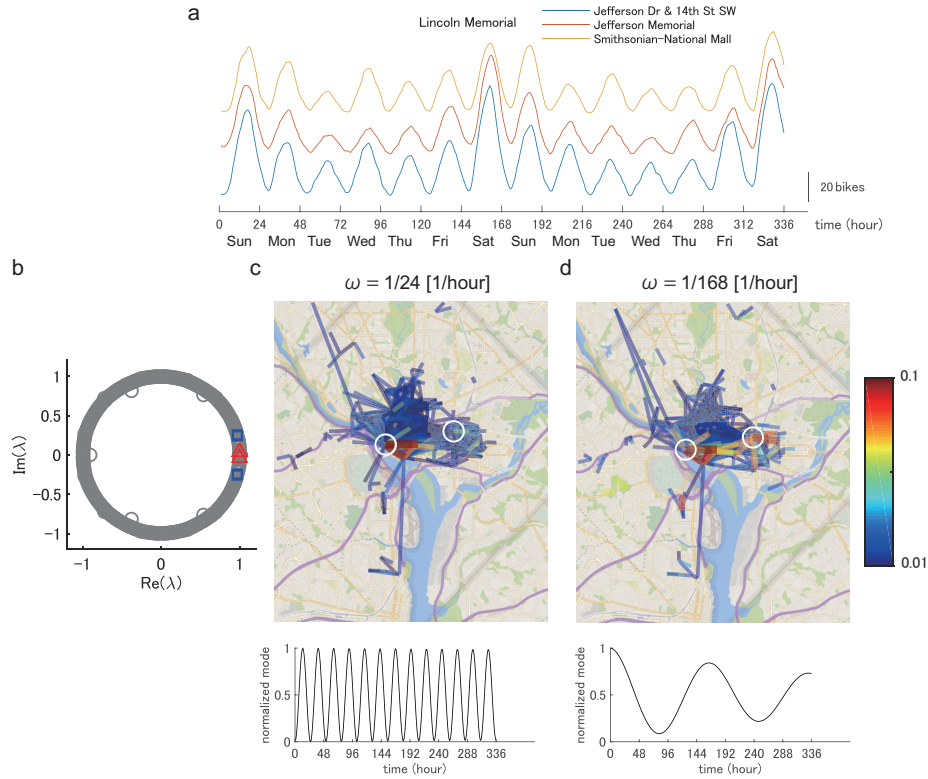 a
Lincoln Memorial
Jefferson Dr & 14th St SW
Jefferson Memorial
Smithsonian-National Mall
20 bikes
0 24 48 72 96 120 144 168 192 216 240 264 288 312 336 time (hour)
Sun Mon Tue Wed Thu Fri Sat Sun Mon Tue Wed Thu Fri Sat
b
1
0.5
0
-0.5
-1
Im(λ)
-1 0 1
Re(λ)
c
ω = 1/24 [1/hour]
d
ω = 1/168 [1/hour]
0.1
0.01
normalized mode
1
0.5
0
0 48 96 144 192 240 288 336
time (hour)
normalized mode
1
0.5
0
0 48 96 144 192 240 288 336
time (hour)